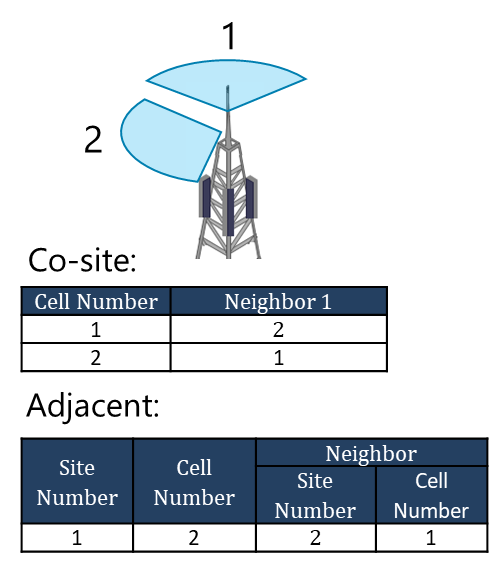 1
2
Co-site:
Cell Number Neighbor 1
1 2
2 1
Adjacent:
Site Number Cell Number Neighbor
Site Number Cell Number
1 2 2 1